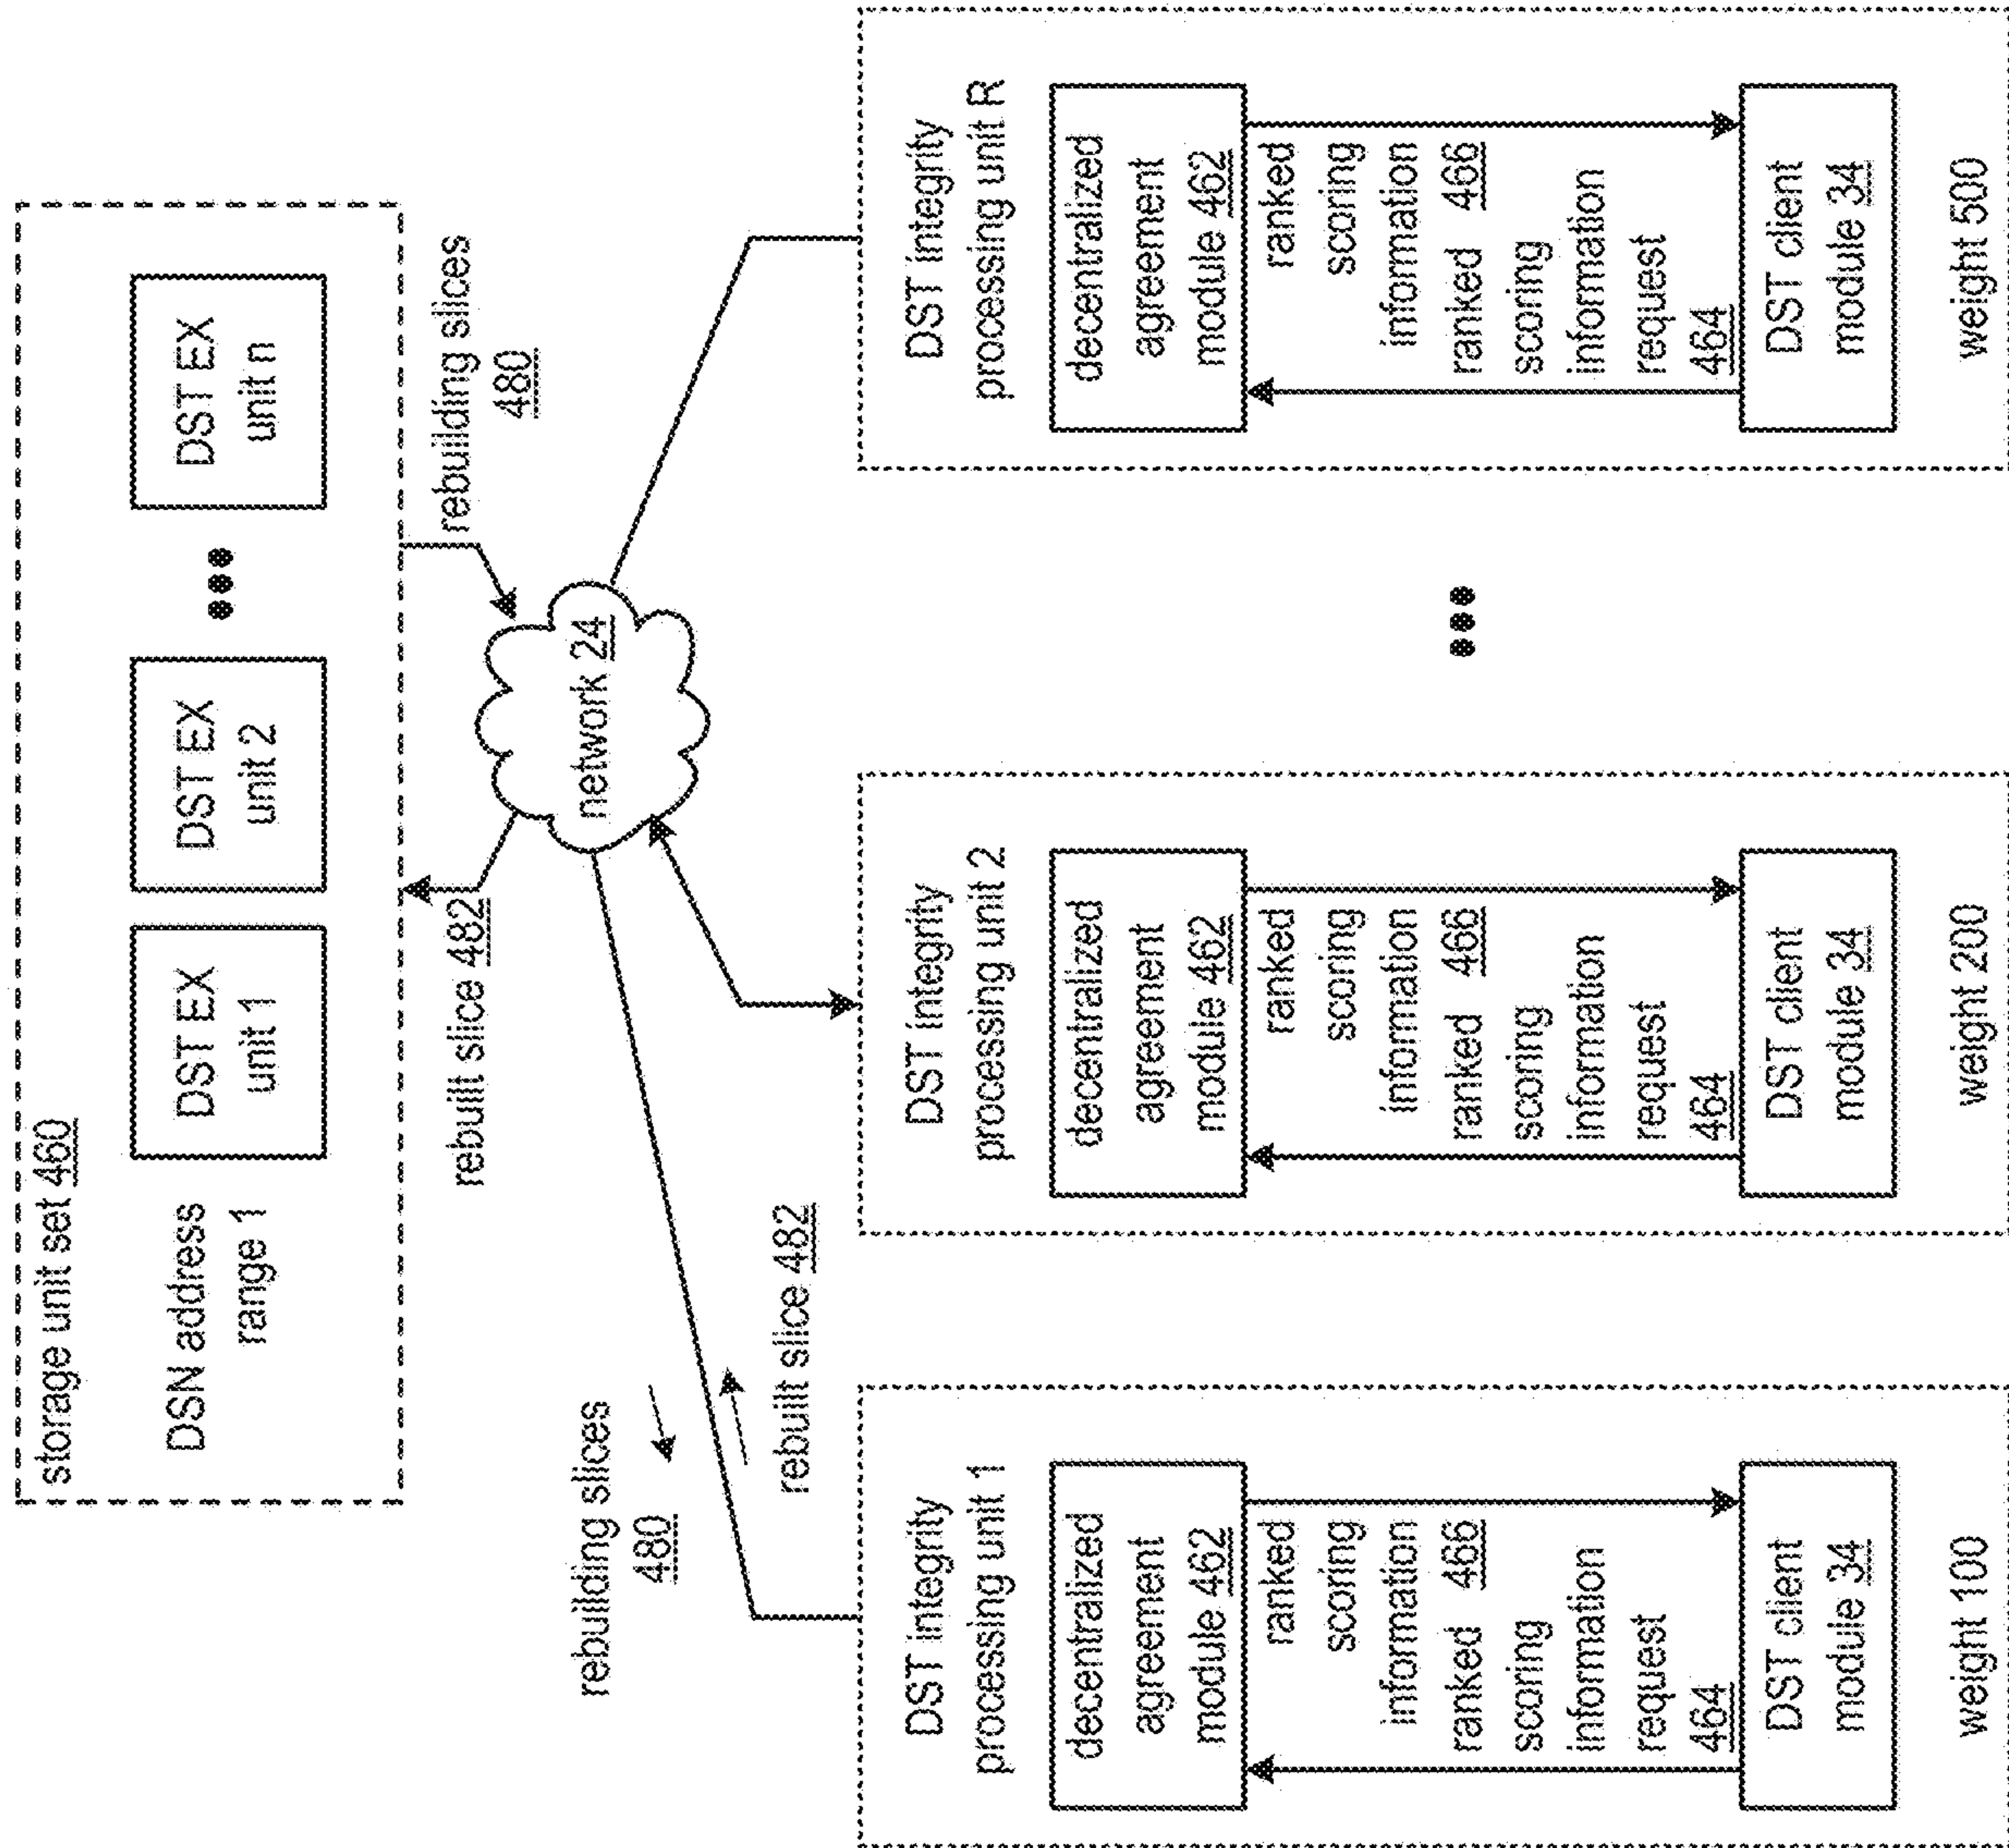 storage unit set 460
DSN address
range 1
DST EX
unit 1
DST EX
unit 2
DST EX
unit n
rebuilt slice 482
rebuilding slices
480
network 24
rebuilding slices
480
rebuilt slice 482
DST integrity
processing unit 1
decentralized
agreement
module 462
ranked
scoring
information
466
ranked
scoring
information
request
464
DST client
module 34
weight 100
DST integrity
processing unit 2
decentralized
agreement
module 462
ranked
scoring
information
466
ranked
scoring
information
request
464
DST client
module 34
weight 200
DST integrity
processing unit R
decentralized
agreement
module 462
ranked
scoring
information
466
ranked
scoring
information
request
464
DST client
module 34
weight 500